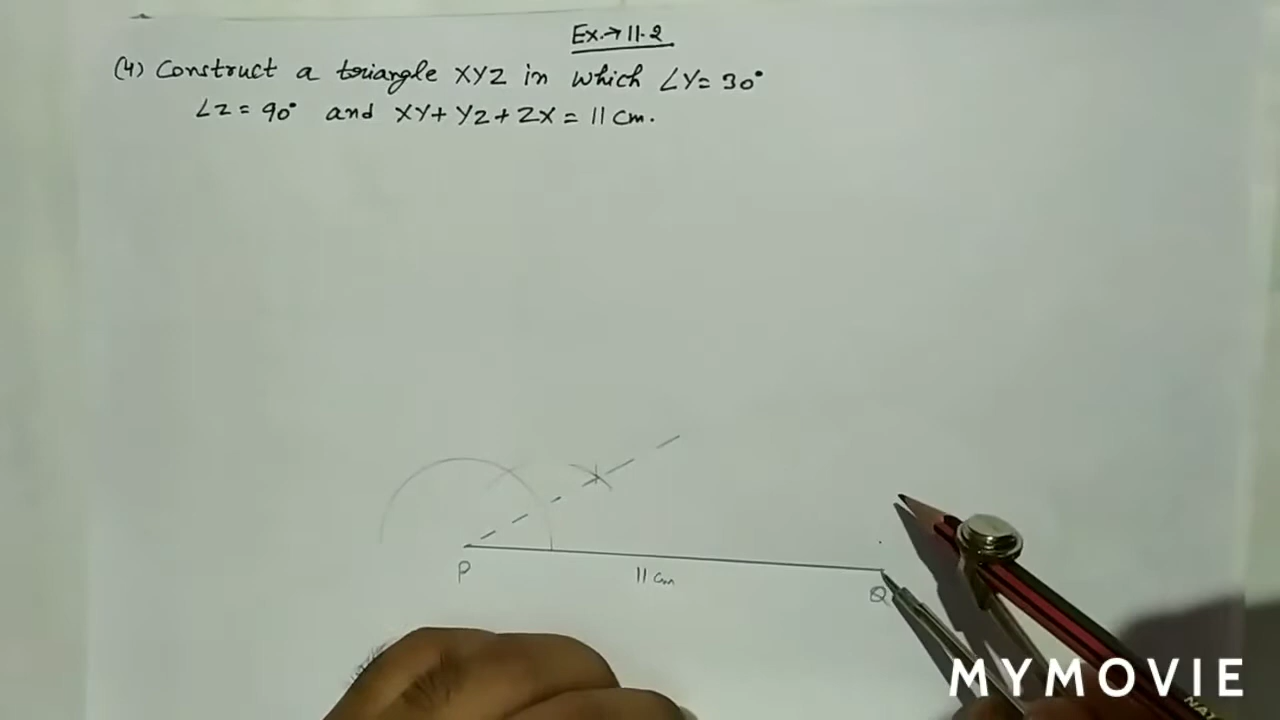 Ex.→ 11.2
(4) Construct a triangle XYZ in which ∠Y= 30°
∠Z = 90° and XY+ YZ + ZX = 11 cm.
P
11 cm
Q
MYMOVIE
NAT